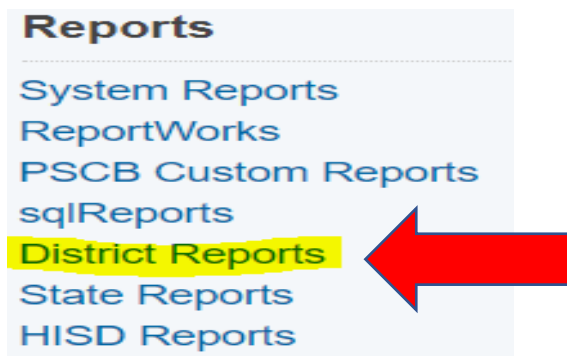 Reports
System Reports
ReportWorks
PSCB Custom Reports
sqlReports
District Reports
State Reports
HISD Reports